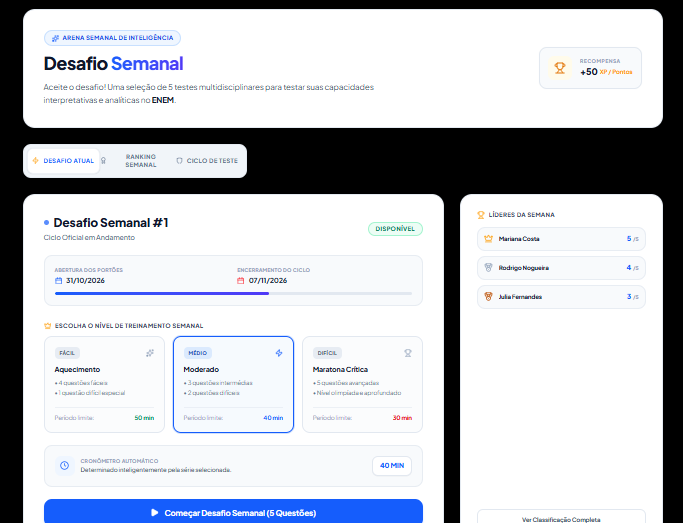 ARENA SEMANAL DE INTELIGÊNCIA
Desafio Semanal
Aceite o desafio! Uma seleção de 5 testes multidisciplinares para testar suas capacidades
interpretativas e analíticas no ENEM.
RECOMPENSA
+50 XP / Pontos
DESAFIO ATUAL
RANKING
SEMANAL
CICLO DE TESTE
Desafio Semanal #1
Ciclo Oficial em Andamento
DISPONÍVEL
ABERTURA DOS PORTÕES
31/10/2026
ENCERRAMENTO DO CICLO
07/11/2026
ESCOLHA O NÍVEL DE TREINAMENTO SEMANAL
FÁCIL
Aquecimento
• 4 questões fáceis
• 1 questão difícil especial
Período limite: 50 min
MÉDIO
Moderado
• 3 questões intermédias
• 2 questões difíceis
Período limite: 40 min
DIFÍCIL
Maratona Crítica
• 5 questões avançadas
• Nível olimpíada e aprofundado
Período limite: 30 min
CRONÔMETRO AUTOMÁTICO
Determinado inteligentemente pela série selecionada.
40 MIN
Começar Desafio Semanal (5 Questões)
LÍDERES DA SEMANA
Mariana Costa 5 /5
Rodrigo Nogueira 4 /5
Julia Fernandes 3 /5
Ver Classificação Completa